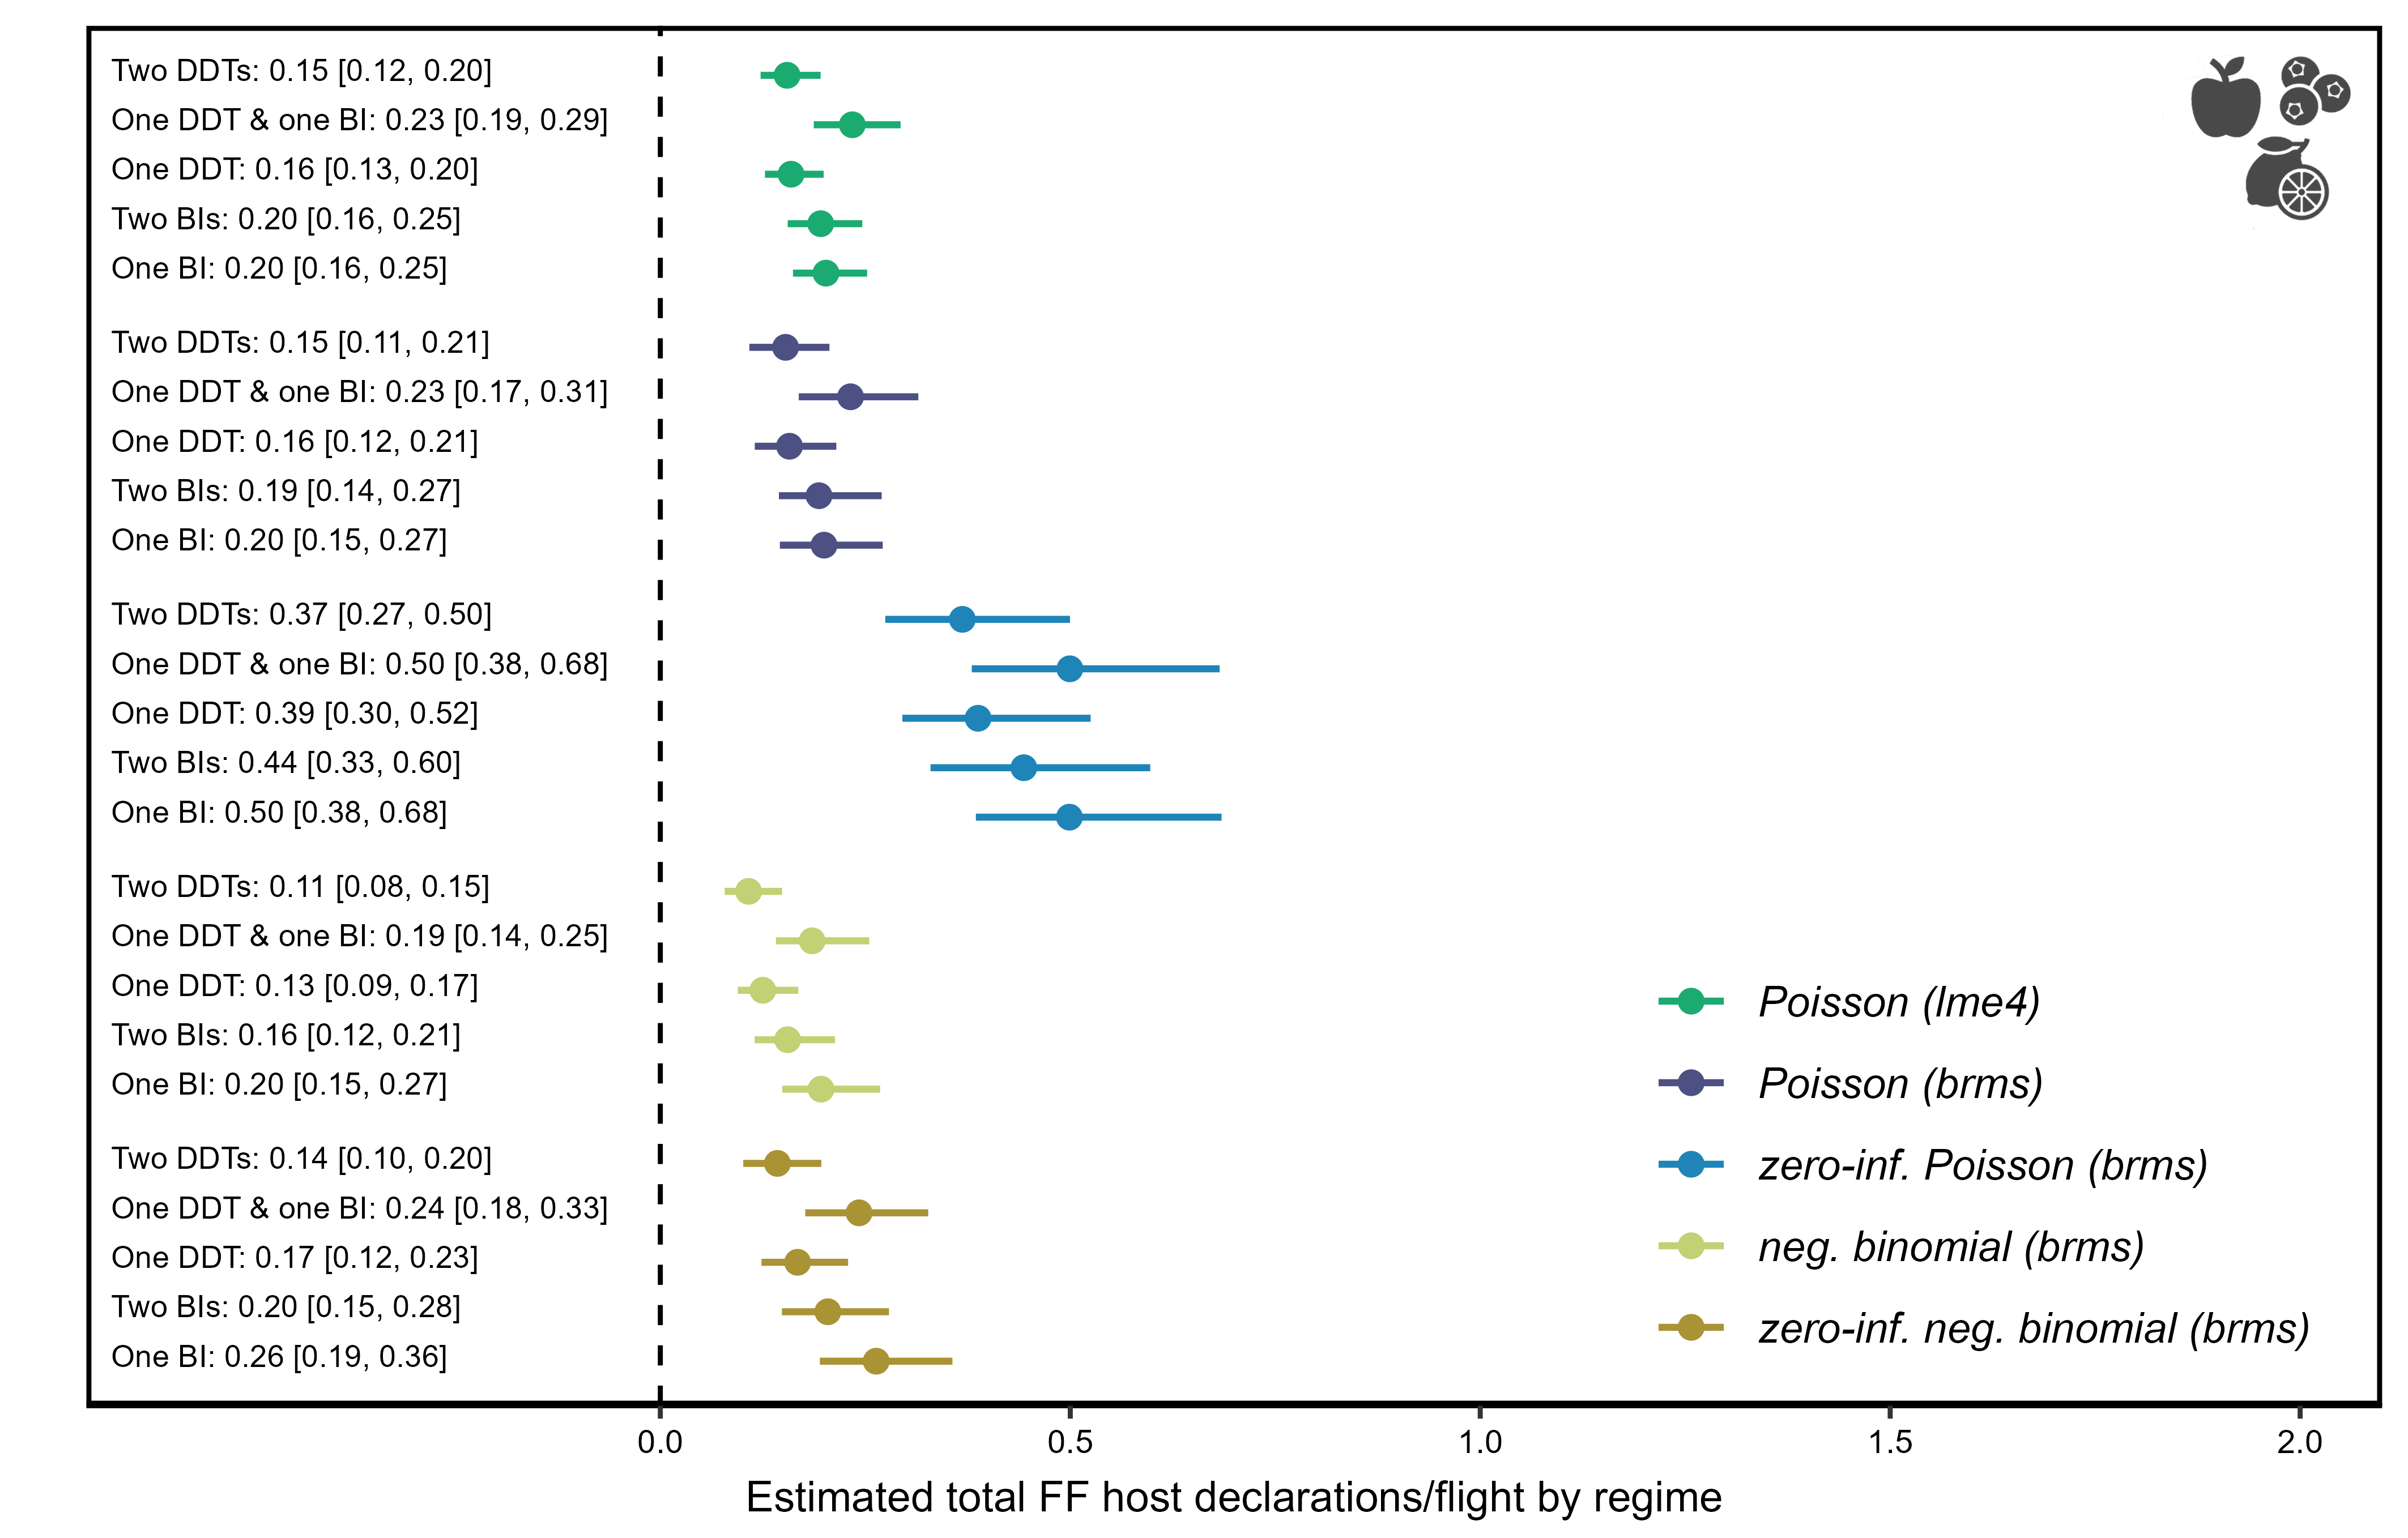 Two DDTs: 0.15 [0.12, 0.20]
One DDT & one BI: 0.23 [0.19, 0.29]
One DDT: 0.16 [0.13, 0.20]
Two BIs: 0.20 [0.16, 0.25]
One BI: 0.20 [0.16, 0.25]
Two DDTs: 0.15 [0.11, 0.21]
One DDT & one BI: 0.23 [0.17, 0.31]
One DDT: 0.16 [0.12, 0.21]
Two BIs: 0.19 [0.14, 0.27]
One BI: 0.20 [0.15, 0.27]
Two DDTs: 0.37 [0.27, 0.50]
One DDT & one BI: 0.50 [0.38, 0.68]
One DDT: 0.39 [0.30, 0.52]
Two BIs: 0.44 [0.33, 0.60]
One BI: 0.50 [0.38, 0.68]
Two DDTs: 0.11 [0.08, 0.15]
One DDT & one BI: 0.19 [0.14, 0.25]
One DDT: 0.13 [0.09, 0.17]
Two BIs: 0.16 [0.12, 0.21]
One BI: 0.20 [0.15, 0.27]
Two DDTs: 0.14 [0.10, 0.20]
One DDT & one BI: 0.24 [0.18, 0.33]
One DDT: 0.17 [0.12, 0.23]
Two BIs: 0.20 [0.15, 0.28]
One BI: 0.26 [0.19, 0.36]
Poisson (lme4)
Poisson (brms)
zero-inf. Poisson (brms)
neg. binomial (brms)
zero-inf. neg. binomial (brms)
0.0 0.5 1.0 1.5 2.0
Estimated total FF host declarations/flight by regime